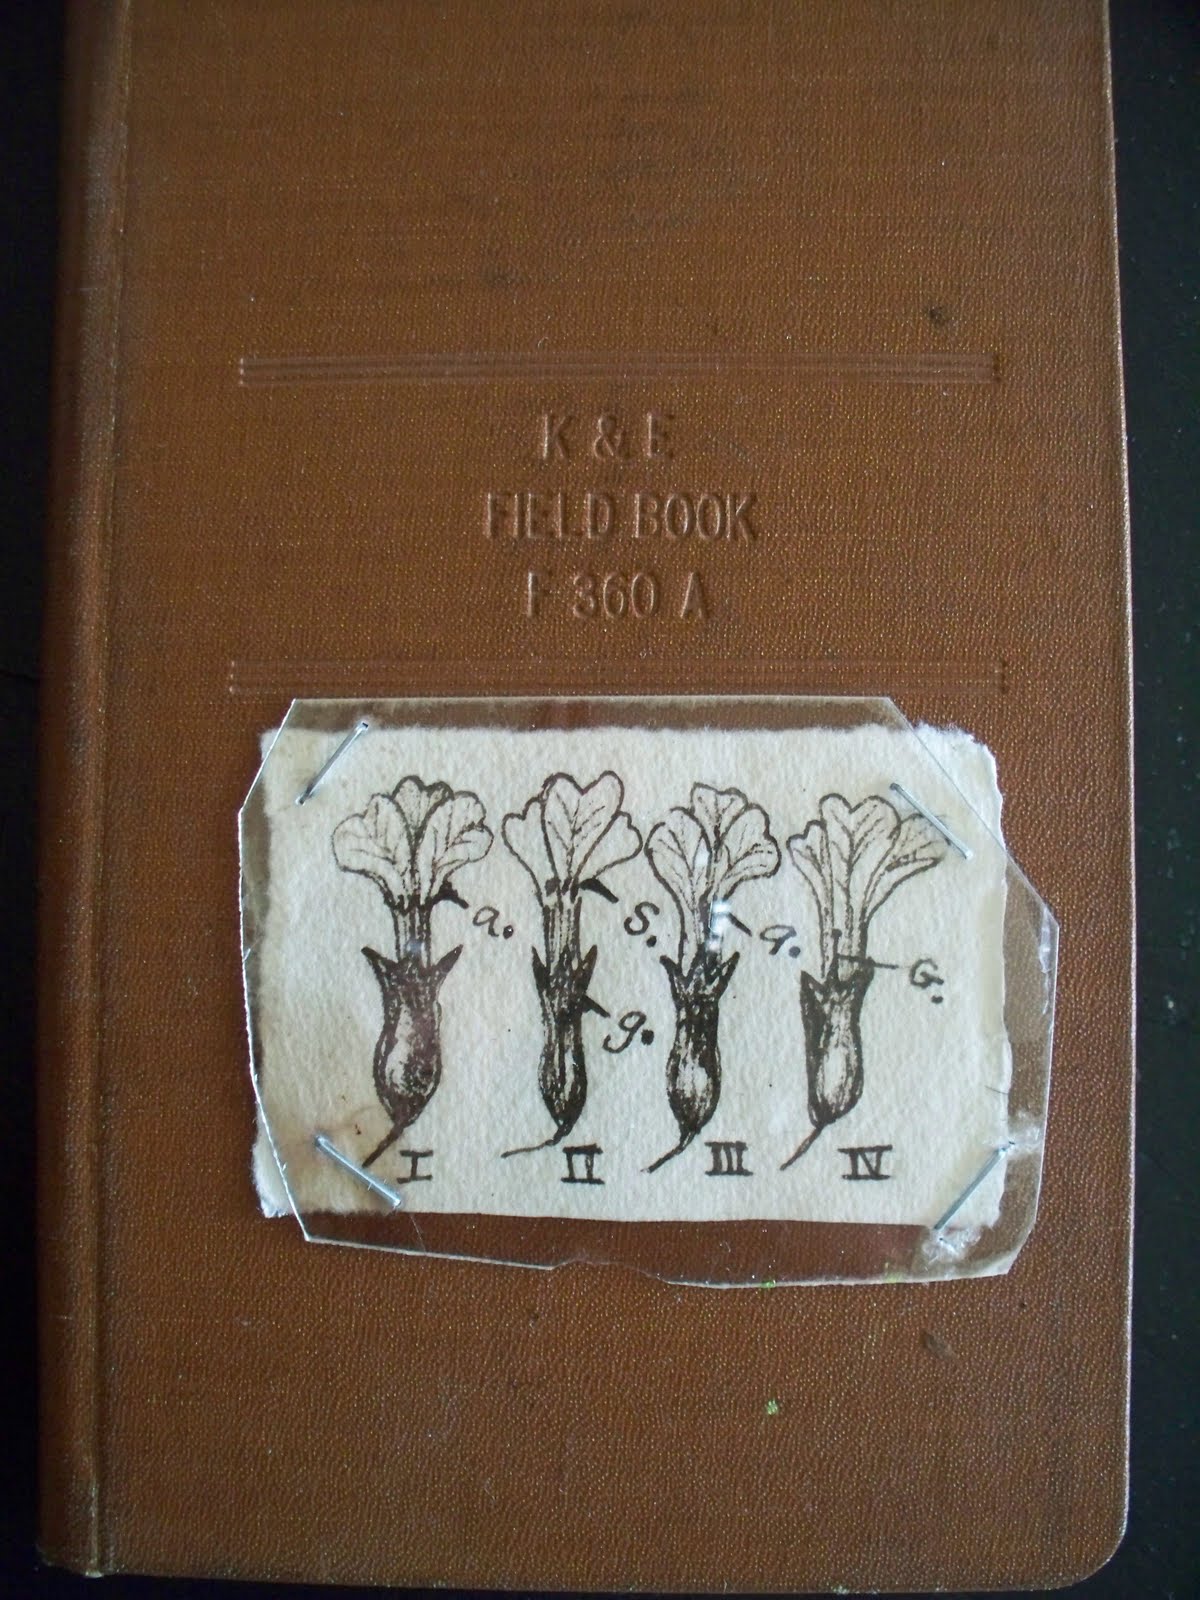 K & E
FIELD BOOK
F 360 A
a. S. a. G.
g.
I II III IV